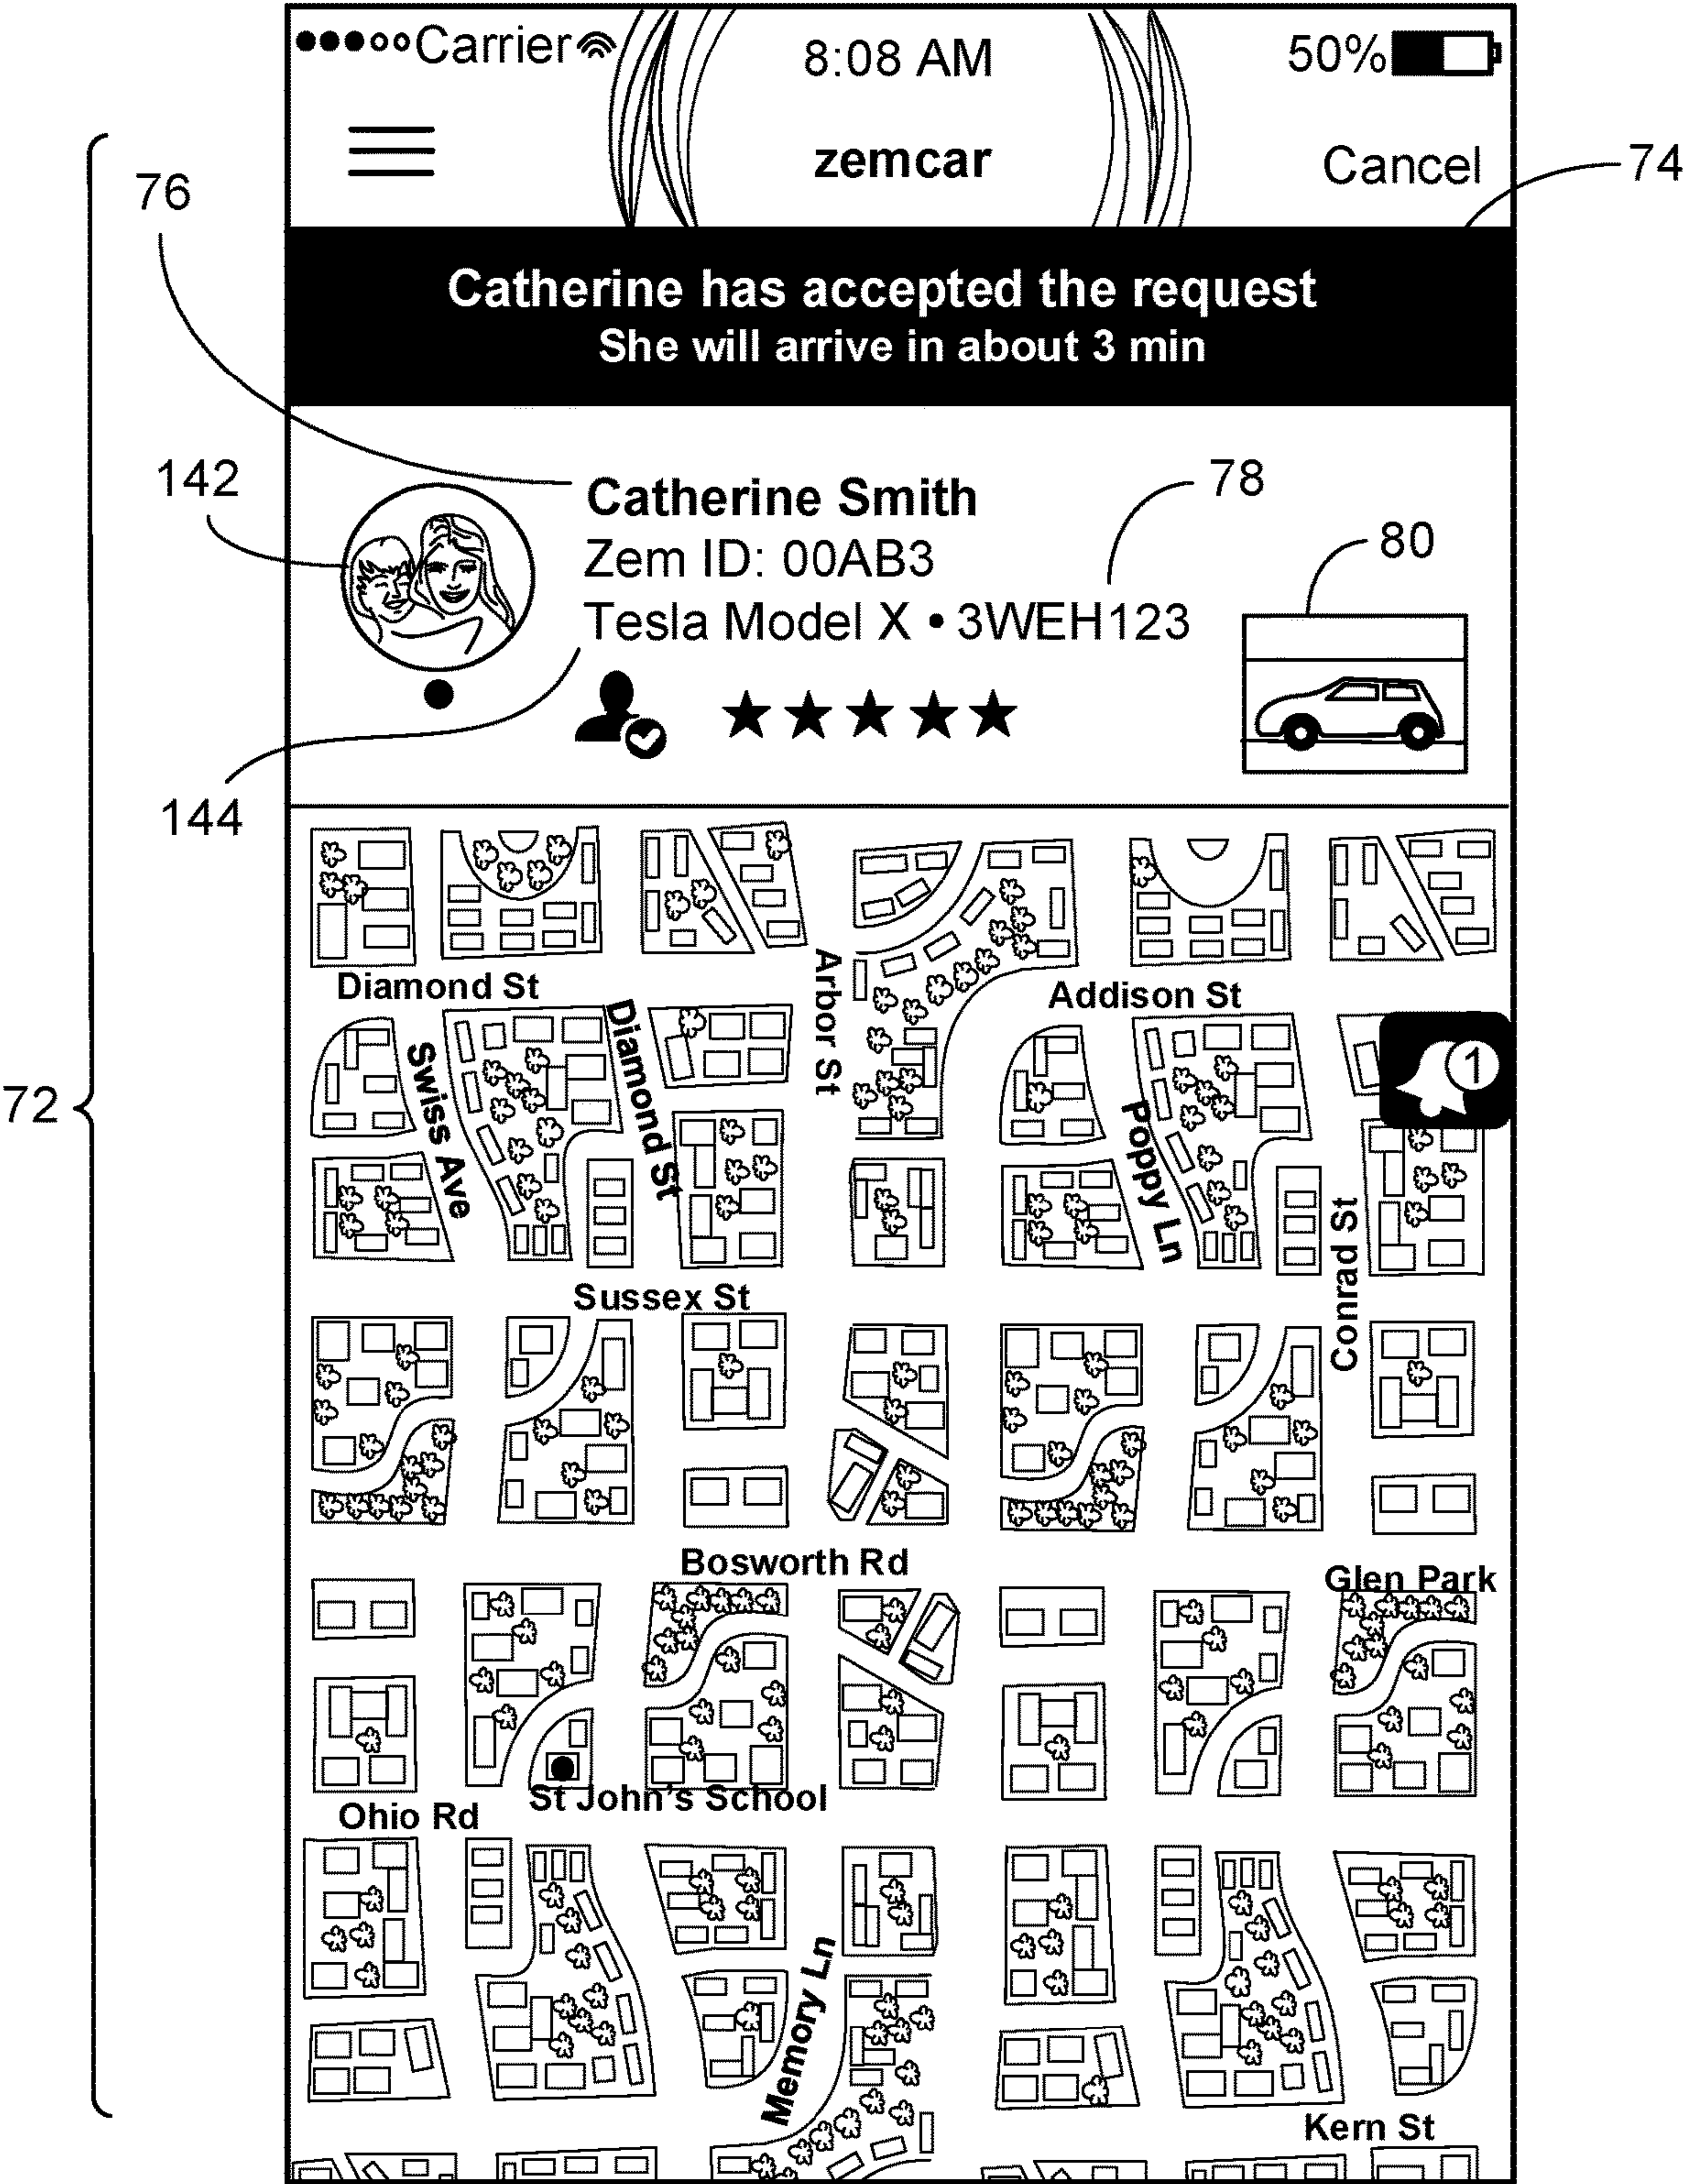 Carrier 8:08 AM 50%
zemcar Cancel
74
76
Catherine has accepted the request
She will arrive in about 3 min
142
Catherine Smith
78
Zem ID: 00AB3
80
Tesla Model X • 3WEH123
144
Diamond St
Arbor St
Addison St
Swiss Ave
Diamond St
1
72
Poppy Ln
Conrad St
Sussex St
Bosworth Rd
Glen Park
St John's School
Ohio Rd
Memory Ln
Kern St